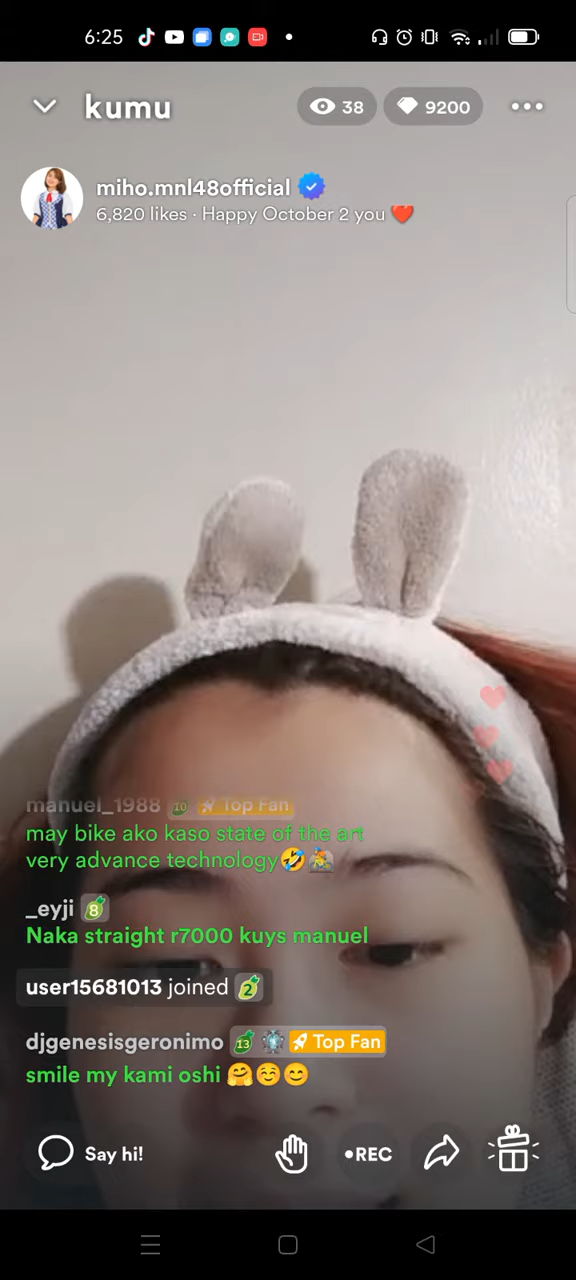 6:25
kumu
38
9200
miho.mnl48official
6,820 likes · Happy October 2 you ❤️
manuel_1988 10 Top Fan
may bike ako kaso state of the art
very advance technology🤣🚴
_eyji 8
Naka straight r7000 kuys manuel
user15681013 joined 2
djgenesisgeronimo 13 Top Fan
smile my kami oshi 🤗☺️😊
Say hi!
•REC